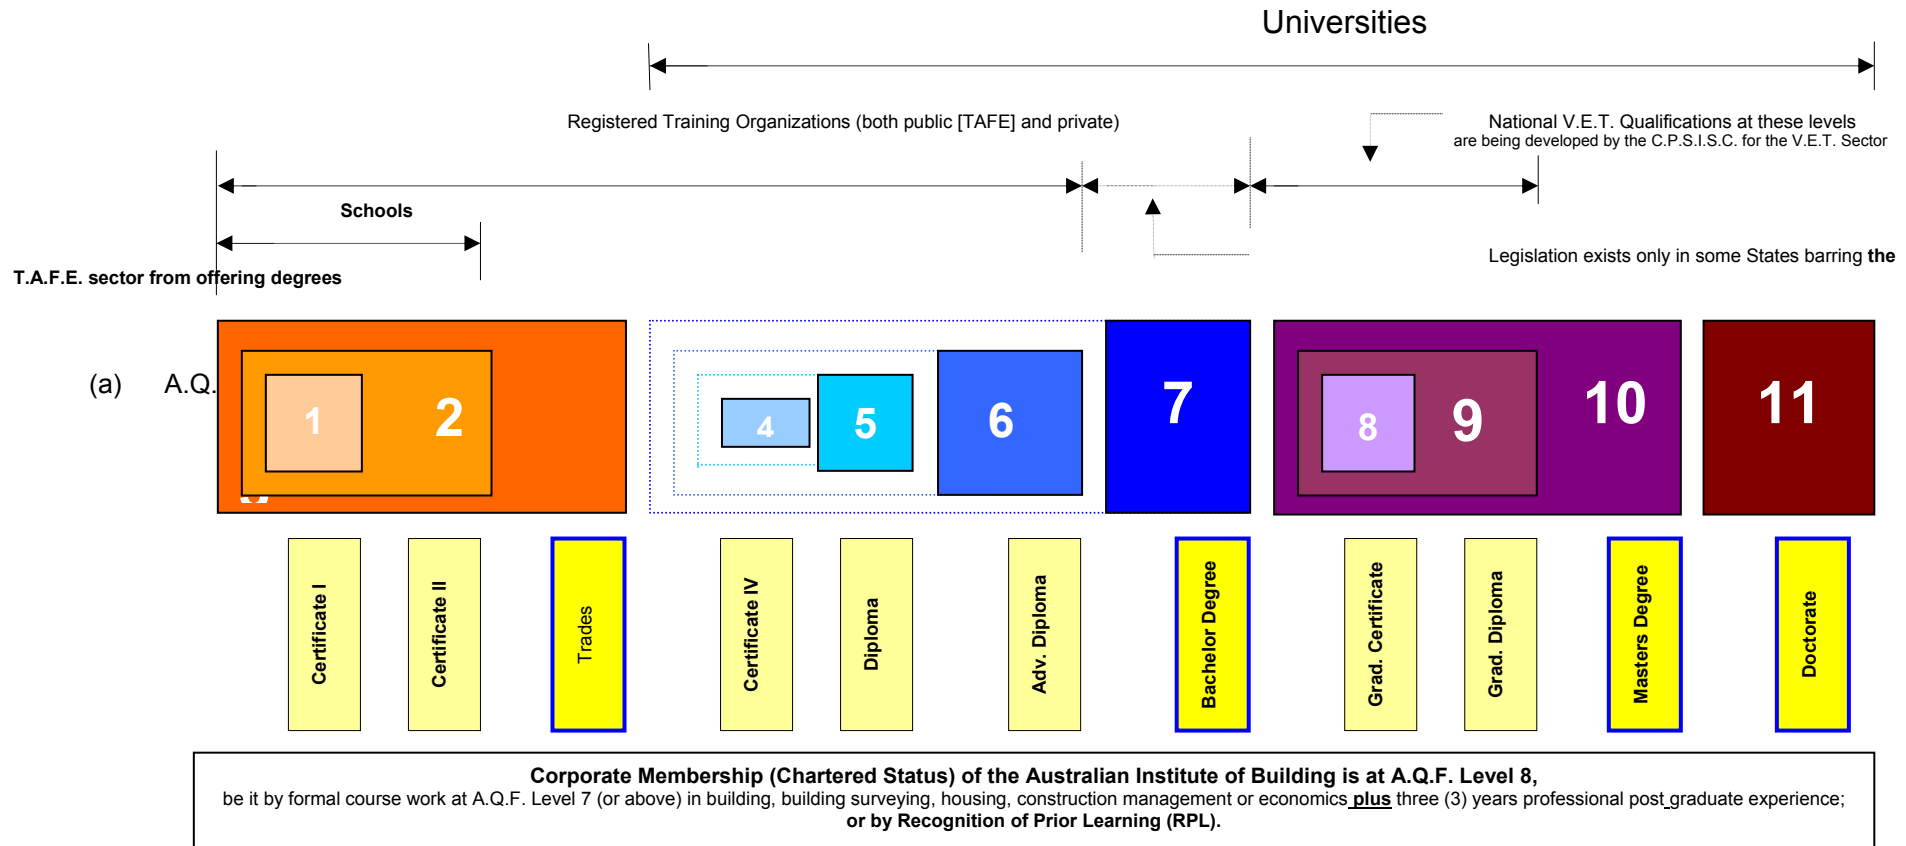 Universities
Registered Training Organizations (both public [TAFE] and private)
National V.E.T. Qualifications at these levels
are being developed by the C.P.S.I.S.C. for the V.E.T. Sector
Schools
Legislation exists only in some States barring the
T.A.F.E. sector from offering degrees
(a) A.Q.
1
2
4
5
6
7
8
9
10
11
Certificate I
Certificate II
Trades
Certificate IV
Diploma
Adv. Diploma
Bachelor Degree
Grad. Certificate
Grad. Diploma
Masters Degree
Doctorate
Corporate Membership (Chartered Status) of the Australian Institute of Building is at A.Q.F. Level 8,
be it by formal course work at A.Q.F. Level 7 (or above) in building, building surveying, housing, construction management or economics plus three (3) years professional post graduate experience;
or by Recognition of Prior Learning (RPL).